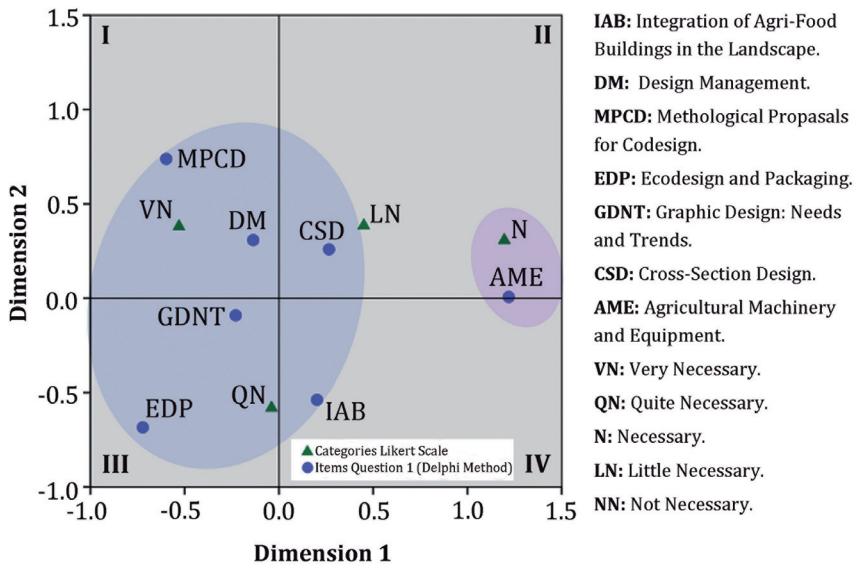 1.5
1.0
0.5
0.0
-0.5
-1.0
-1.0
-0.5
0.0
0.5
1.0
1.5
Dimension 2
Dimension 1
I
II
III
IV
MPCD
VN
DM
CSD
LN
N
AME
GDNT
EDP
QN
IAB
Categories Likert Scale
Items Question 1 (Delphi Method)
IAB: Integration of Agri-Food
Buildings in the Landscape.
DM: Design Management.
MPCD: Methological Propasals
for Codesign.
EDP: Ecodesign and Packaging.
GDNT: Graphic Design: Needs
and Trends.
CSD: Cross-Section Design.
AME: Agricultural Machinery
and Equipment.
VN: Very Necessary.
QN: Quite Necessary.
N: Necessary.
LN: Little Necessary.
NN: Not Necessary.